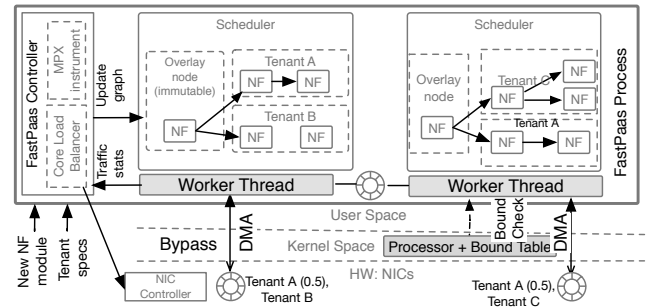 FastPaas Controller
MPX
instrument
Core Load
Balancer
Update
graph
Traffic
stats
Scheduler
Overlay
node
(immutable)
NF
Tenant A
NF
NF
Tenant B
NF
NF
Worker Thread
Scheduler
Overlay
node
NF
Tenant C
NF
NF
NF
Tenant A
NF
NF
Worker Thread
FastPaas Process
User Space
New NF
module
Tenant
specs
Bypass
DMA
Kernel Space
Processor + Bound Table
Bound
Check
DMA
HW: NICs
NIC
Controller
Tenant A (0.5),
Tenant B
Tenant A (0.5),
Tenant C